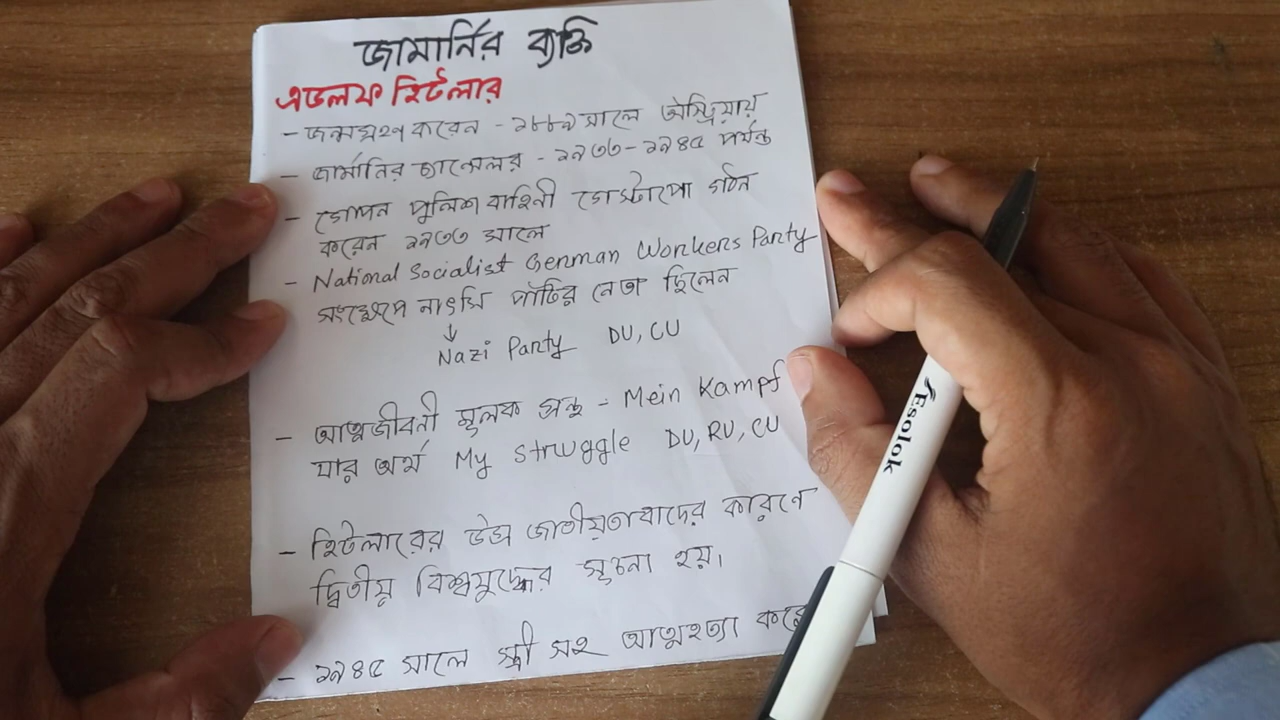 জার্মানির ব্যক্তি
এডলফ হিটলার
- জন্মগ্রহণ করেন - ১৮৮৯ সালে অস্ট্রিয়ায়
- জার্মানির চ্যান্সেলর - ১৯৩৩-১৯৪৫ পর্যন্ত
- গোপন পুলিশ বাহিনী গেস্টাপো গঠন
করেন ১৯৩৩ সালে
- National Socialist German Workers Party
সংক্ষেপে নাৎসি পার্টির নেতা ছিলেন
↓
Nazi Party DU, CU
- আত্মজীবনী মূলক গ্রন্থ - Mein Kampf
যার অর্থ My Struggle DU, RU, CU
- হিটলারের উগ্র জাতীয়তাবাদের কারণে
দ্বিতীয় বিশ্বযুদ্ধের সূচনা হয়।
- ১৯৪৫ সালে স্ত্রী সহ আত্মহত্যা
Fesolok